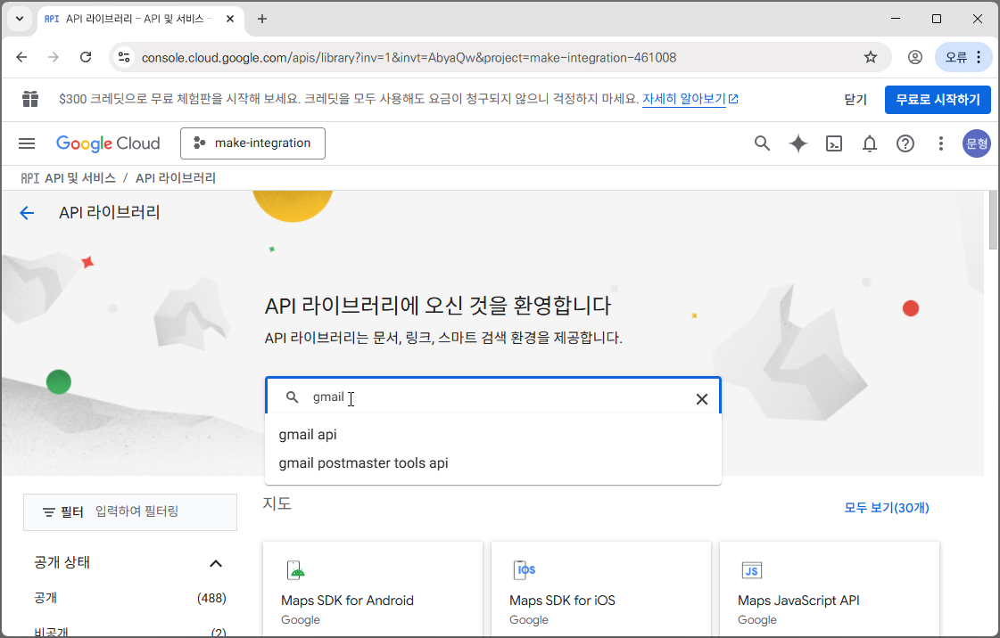 API API 라이브러리 – API 및 서비스 –
console.cloud.google.com/apis/library?inv=1&invt=AbyaQw&project=make-integration-461008
오류
$300 크레딧으로 무료 체험판을 시작해 보세요. 크레딧을 모두 사용해도 요금이 청구되지 않으니 걱정하지 마세요. 자세히 알아보기
닫기
무료로 시작하기
Google Cloud
make-integration
문형
API API 및 서비스 / API 라이브러리
API 라이브러리
API 라이브러리에 오신 것을 환영합니다
API 라이브러리는 문서, 링크, 스마트 검색 환경을 제공합니다.
gmail
gmail api
gmail postmaster tools api
필터 입력하여 필터링
지도
모두 보기(30개)
공개 상태
공개 (488)
비공개 (2)
Maps SDK for Android
Google
iOS
Maps SDK for iOS
Google
JS
Maps JavaScript API
Google